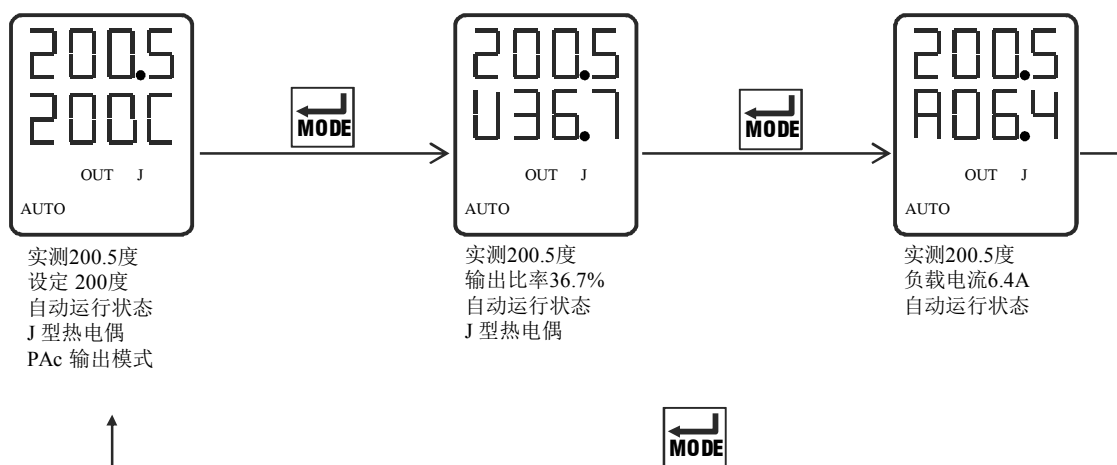 200.5
200C
OUT J
AUTO
实测200.5度
设定 200度
自动运行状态
J 型热电偶
PAc 输出模式
MODE
200.5
U36.7
OUT J
AUTO
实测200.5度
输出比率36.7%
自动运行状态
J 型热电偶
MODE
200.5
A06.4
OUT J
AUTO
实测200.5度
负载电流6.4A
自动运行状态
MODE